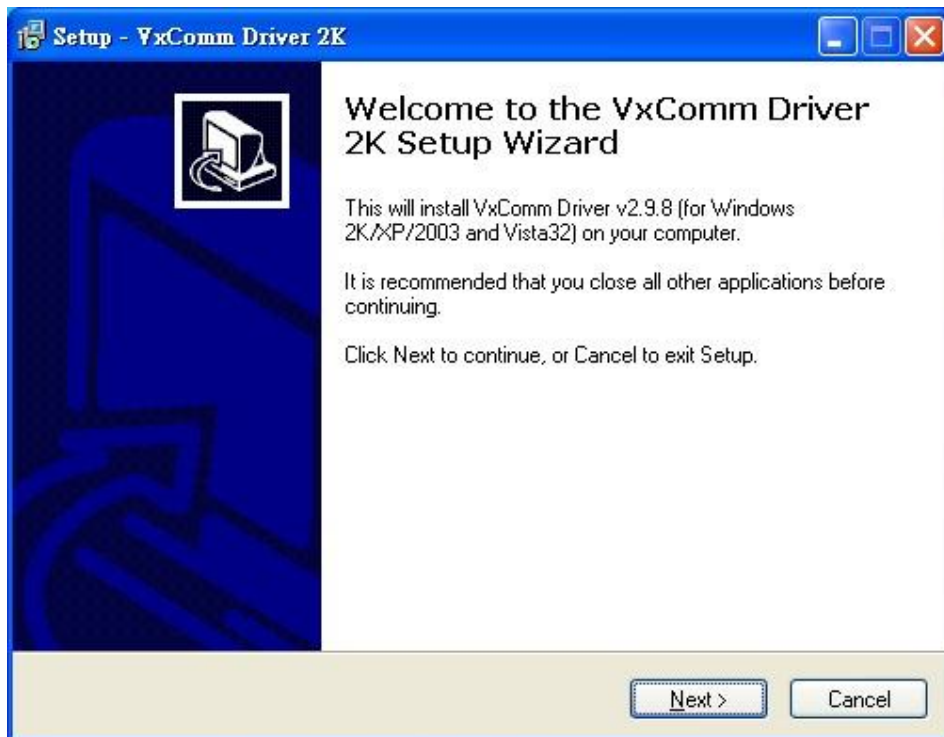 Setup - VxComm Driver 2K
Welcome to the VxComm Driver
2K Setup Wizard
This will install VxComm Driver v2.9.8 (for Windows
2K/XP/2003 and Vista32) on your computer.
It is recommended that you close all other applications before
continuing.
Click Next to continue, or Cancel to exit Setup.
Next >
Cancel